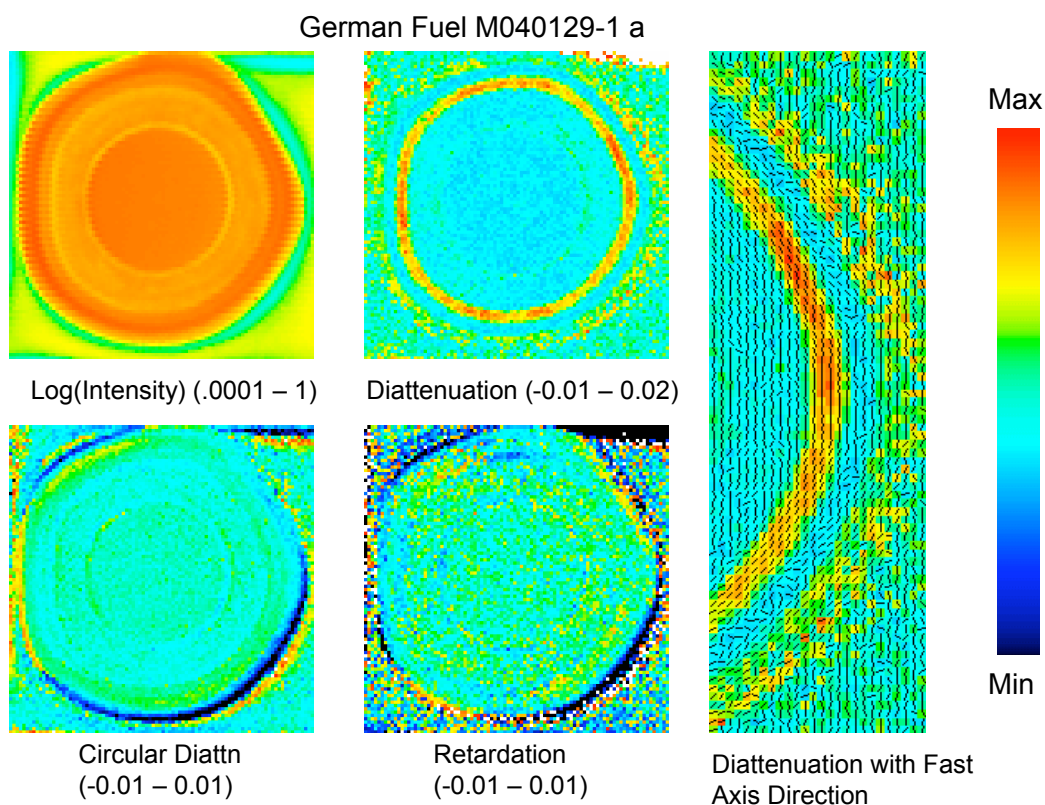 German Fuel M040129-1 a
Log(Intensity) (.0001 – 1)
Diattenuation (-0.01 – 0.02)
Circular Diattn
(-0.01 – 0.01)
Retardation
(-0.01 – 0.01)
Diattenuation with Fast
Axis Direction
Max
Min